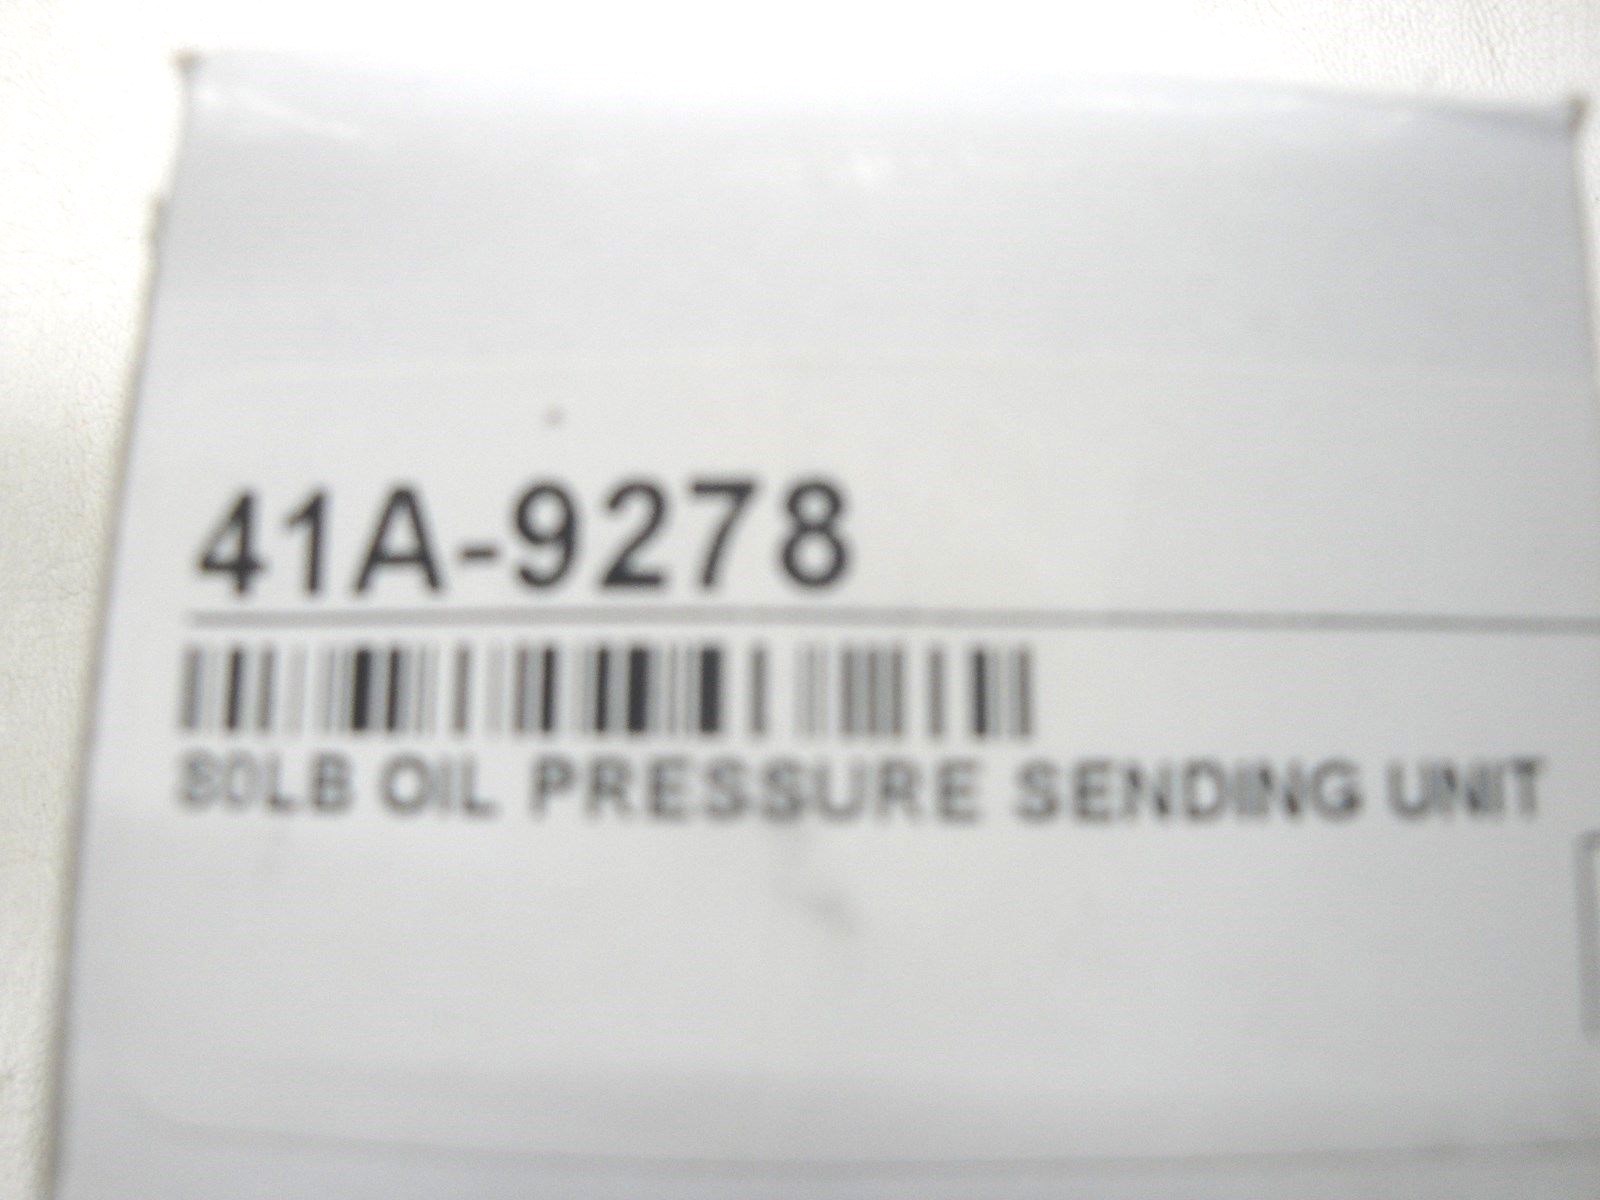 41A-9278
80LB OIL PRESSURE SENDING UNIT